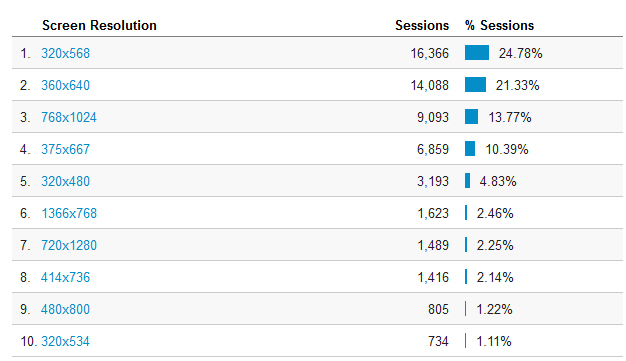 Screen Resolution Sessions % Sessions
1. 320x568 16,366 24.78%
2. 360x640 14,088 21.33%
3. 768x1024 9,093 13.77%
4. 375x667 6,859 10.39%
5. 320x480 3,193 4.83%
6. 1366x768 1,623 2.46%
7. 720x1280 1,489 2.25%
8. 414x736 1,416 2.14%
9. 480x800 805 1.22%
10. 320x534 734 1.11%